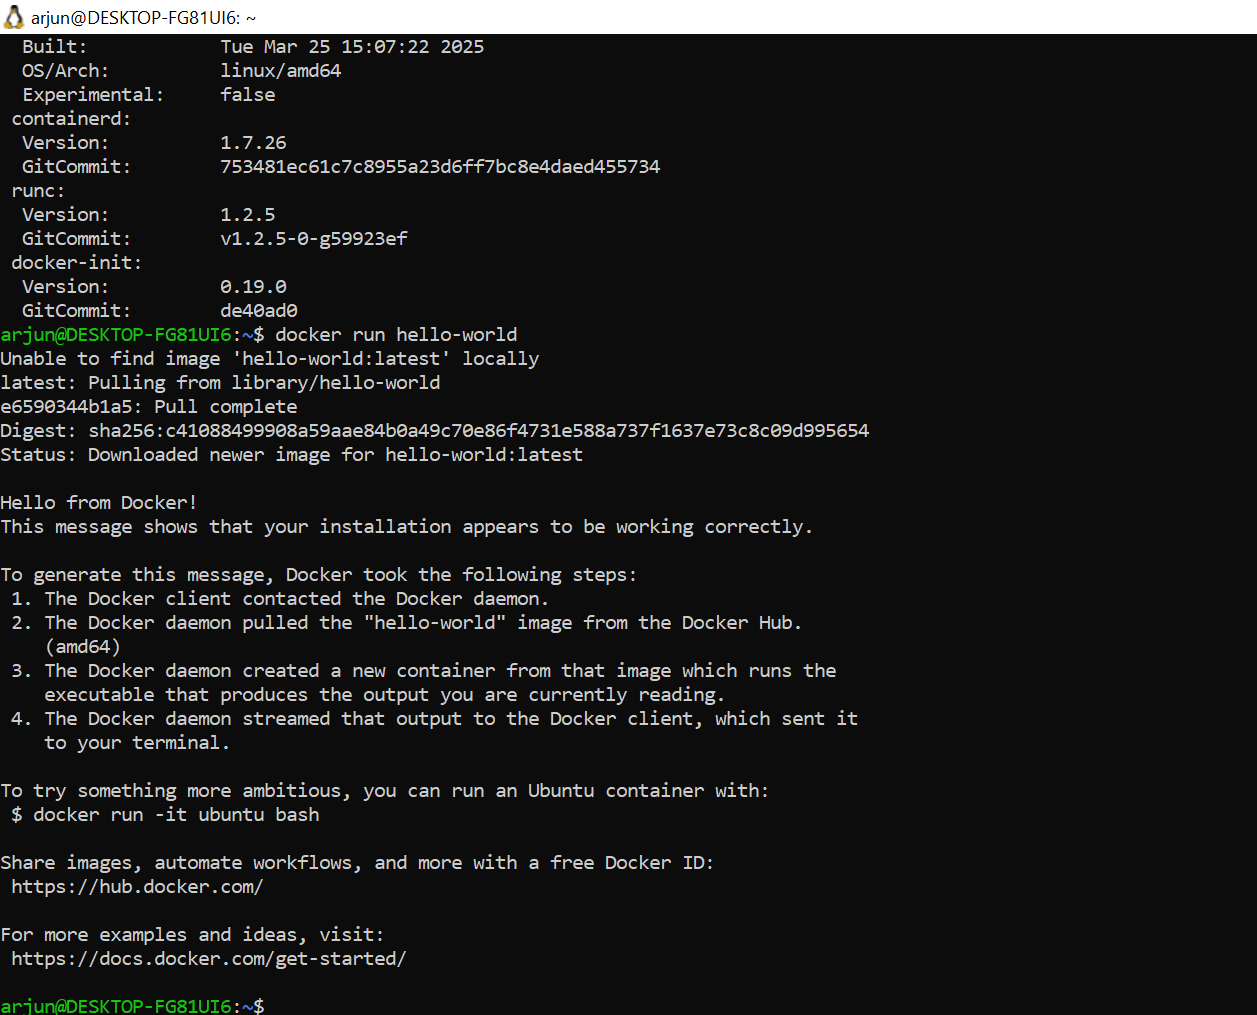 arjun@DESKTOP-FG81UI6: ~
Built: Tue Mar 25 15:07:22 2025
OS/Arch: linux/amd64
Experimental: false
containerd:
Version: 1.7.26
GitCommit: 753481ec61c7c8955a23d6ff7bc8e4daed455734
runc:
Version: 1.2.5
GitCommit: v1.2.5-0-g59923ef
docker-init:
Version: 0.19.0
GitCommit: de40ad0
arjun@DESKTOP-FG81UI6:~$ docker run hello-world
Unable to find image 'hello-world:latest' locally
latest: Pulling from library/hello-world
e6590344b1a5: Pull complete
Digest: sha256:c41088499908a59aae84b0a49c70e86f4731e588a737f1637e73c8c09d995654
Status: Downloaded newer image for hello-world:latest
Hello from Docker!
This message shows that your installation appears to be working correctly.
To generate this message, Docker took the following steps:
1. The Docker client contacted the Docker daemon.
2. The Docker daemon pulled the "hello-world" image from the Docker Hub.
(amd64)
3. The Docker daemon created a new container from that image which runs the
executable that produces the output you are currently reading.
4. The Docker daemon streamed that output to the Docker client, which sent it
to your terminal.
To try something more ambitious, you can run an Ubuntu container with:
$ docker run -it ubuntu bash
Share images, automate workflows, and more with a free Docker ID:
https://hub.docker.com/
For more examples and ideas, visit:
https://docs.docker.com/get-started/
arjun@DESKTOP-FG81UI6:~$